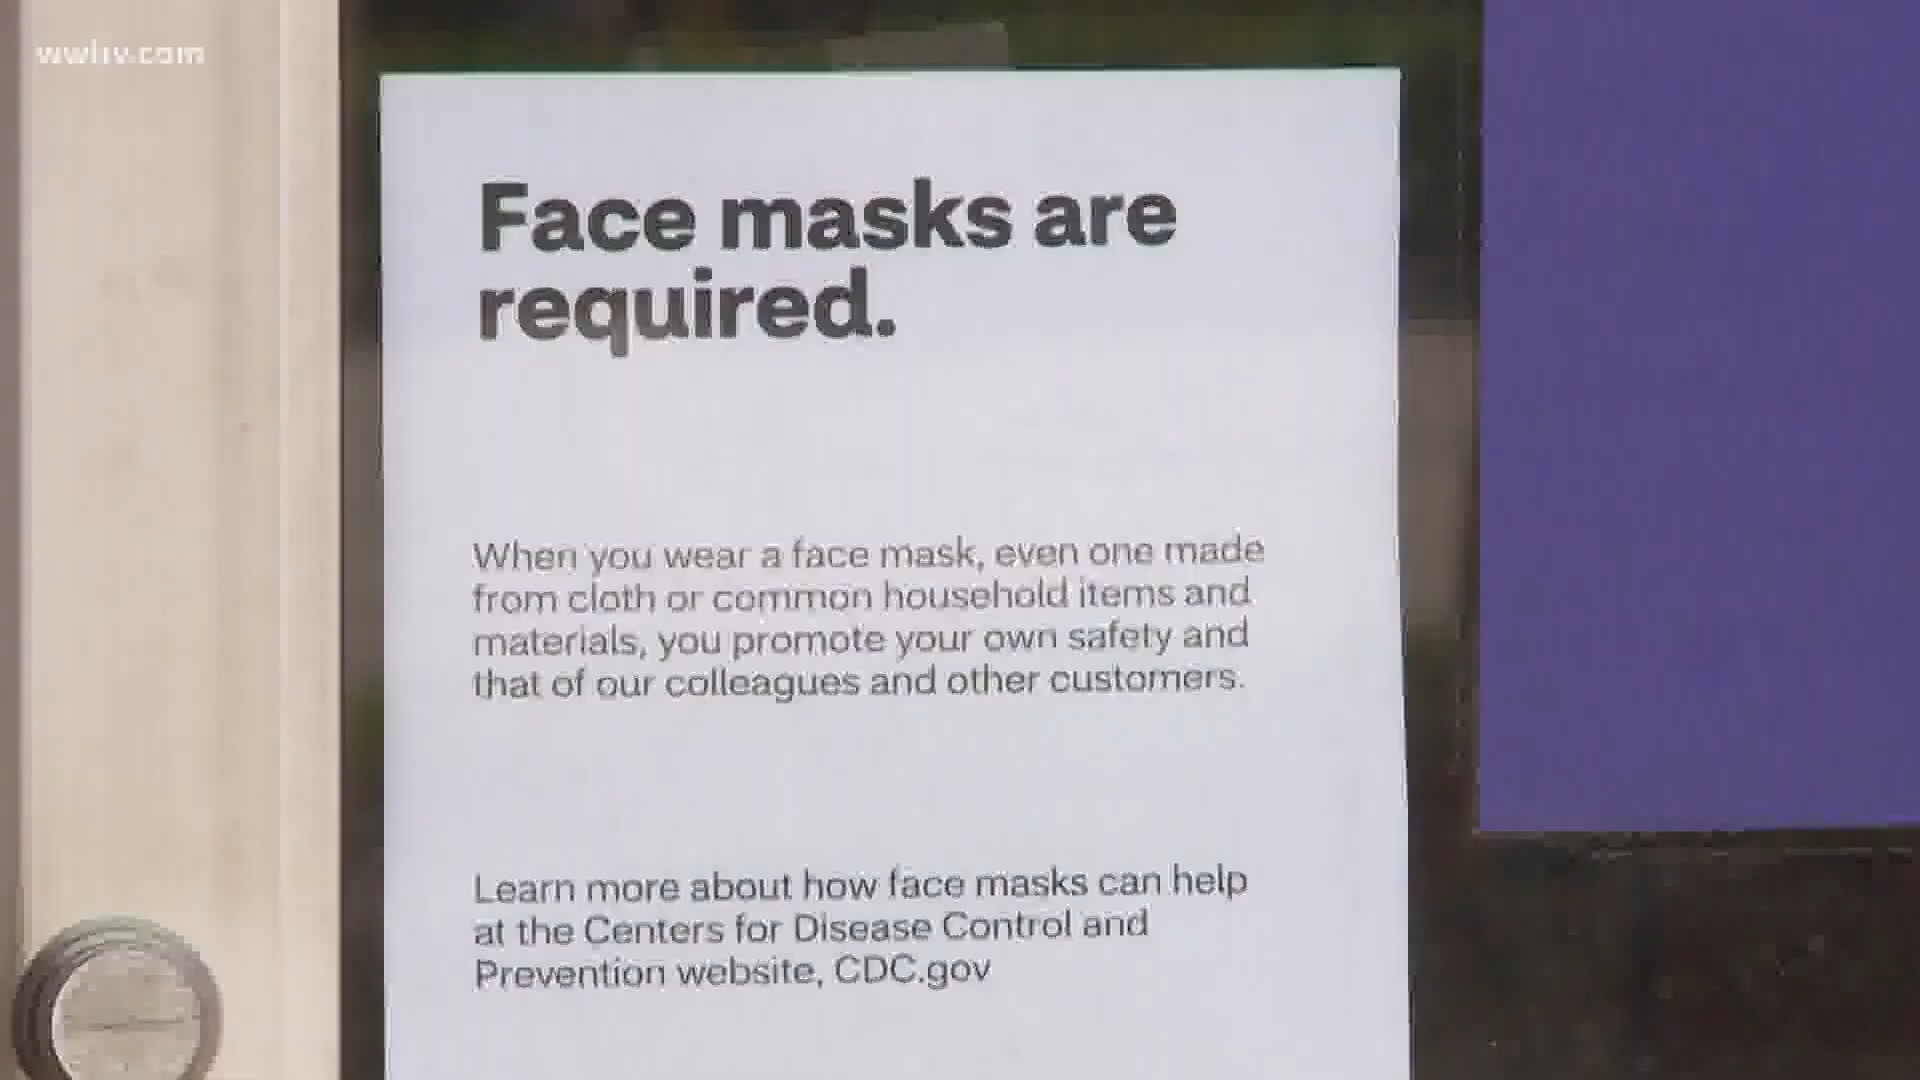 wwltv.com
Face masks are
required.
When you wear a face mask, even one made
from cloth or common household items and
materials, you promote your own safety and
that of our colleagues and other customers.
Learn more about how face masks can help
at the Centers for Disease Control and
Prevention website, CDC.gov